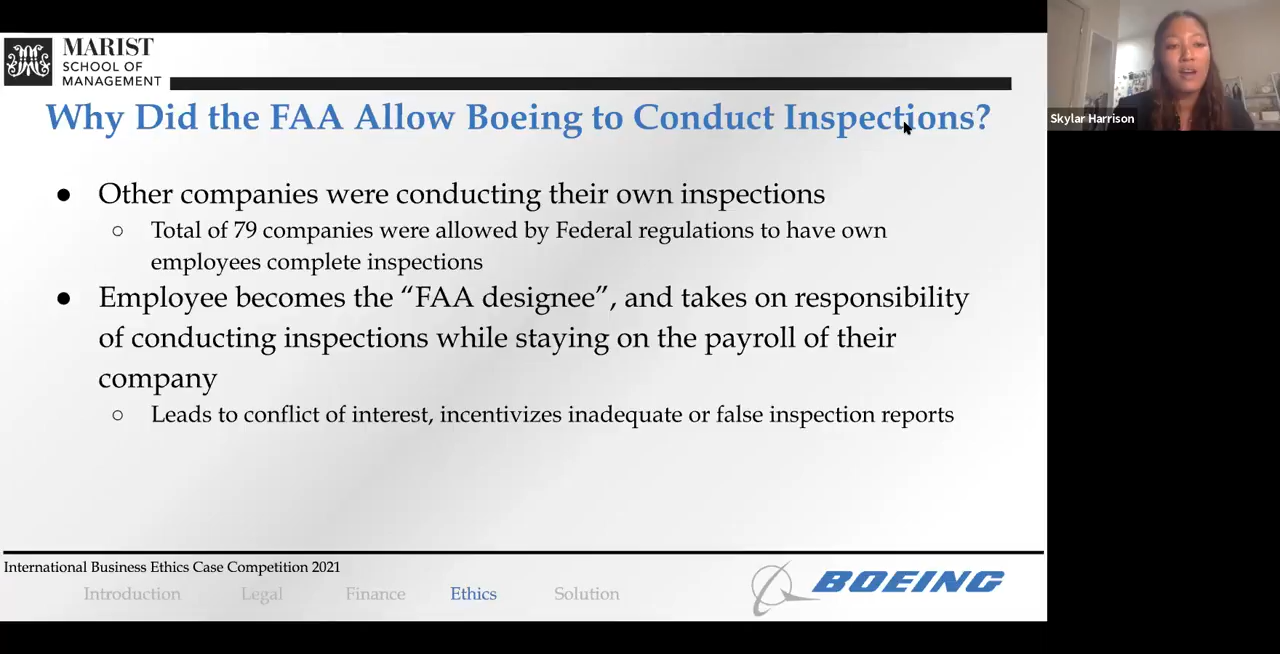 MARIST
SCHOOL OF
MANAGEMENT
Why Did the FAA Allow Boeing to Conduct Inspections?
● Other companies were conducting their own inspections
○ Total of 79 companies were allowed by Federal regulations to have own
employees complete inspections
● Employee becomes the “FAA designee”, and takes on responsibility
of conducting inspections while staying on the payroll of their
company
○ Leads to conflict of interest, incentivizes inadequate or false inspection reports
International Business Ethics Case Competition 2021
Introduction Legal Finance Ethics Solution
BOEING
Skylar Harrison